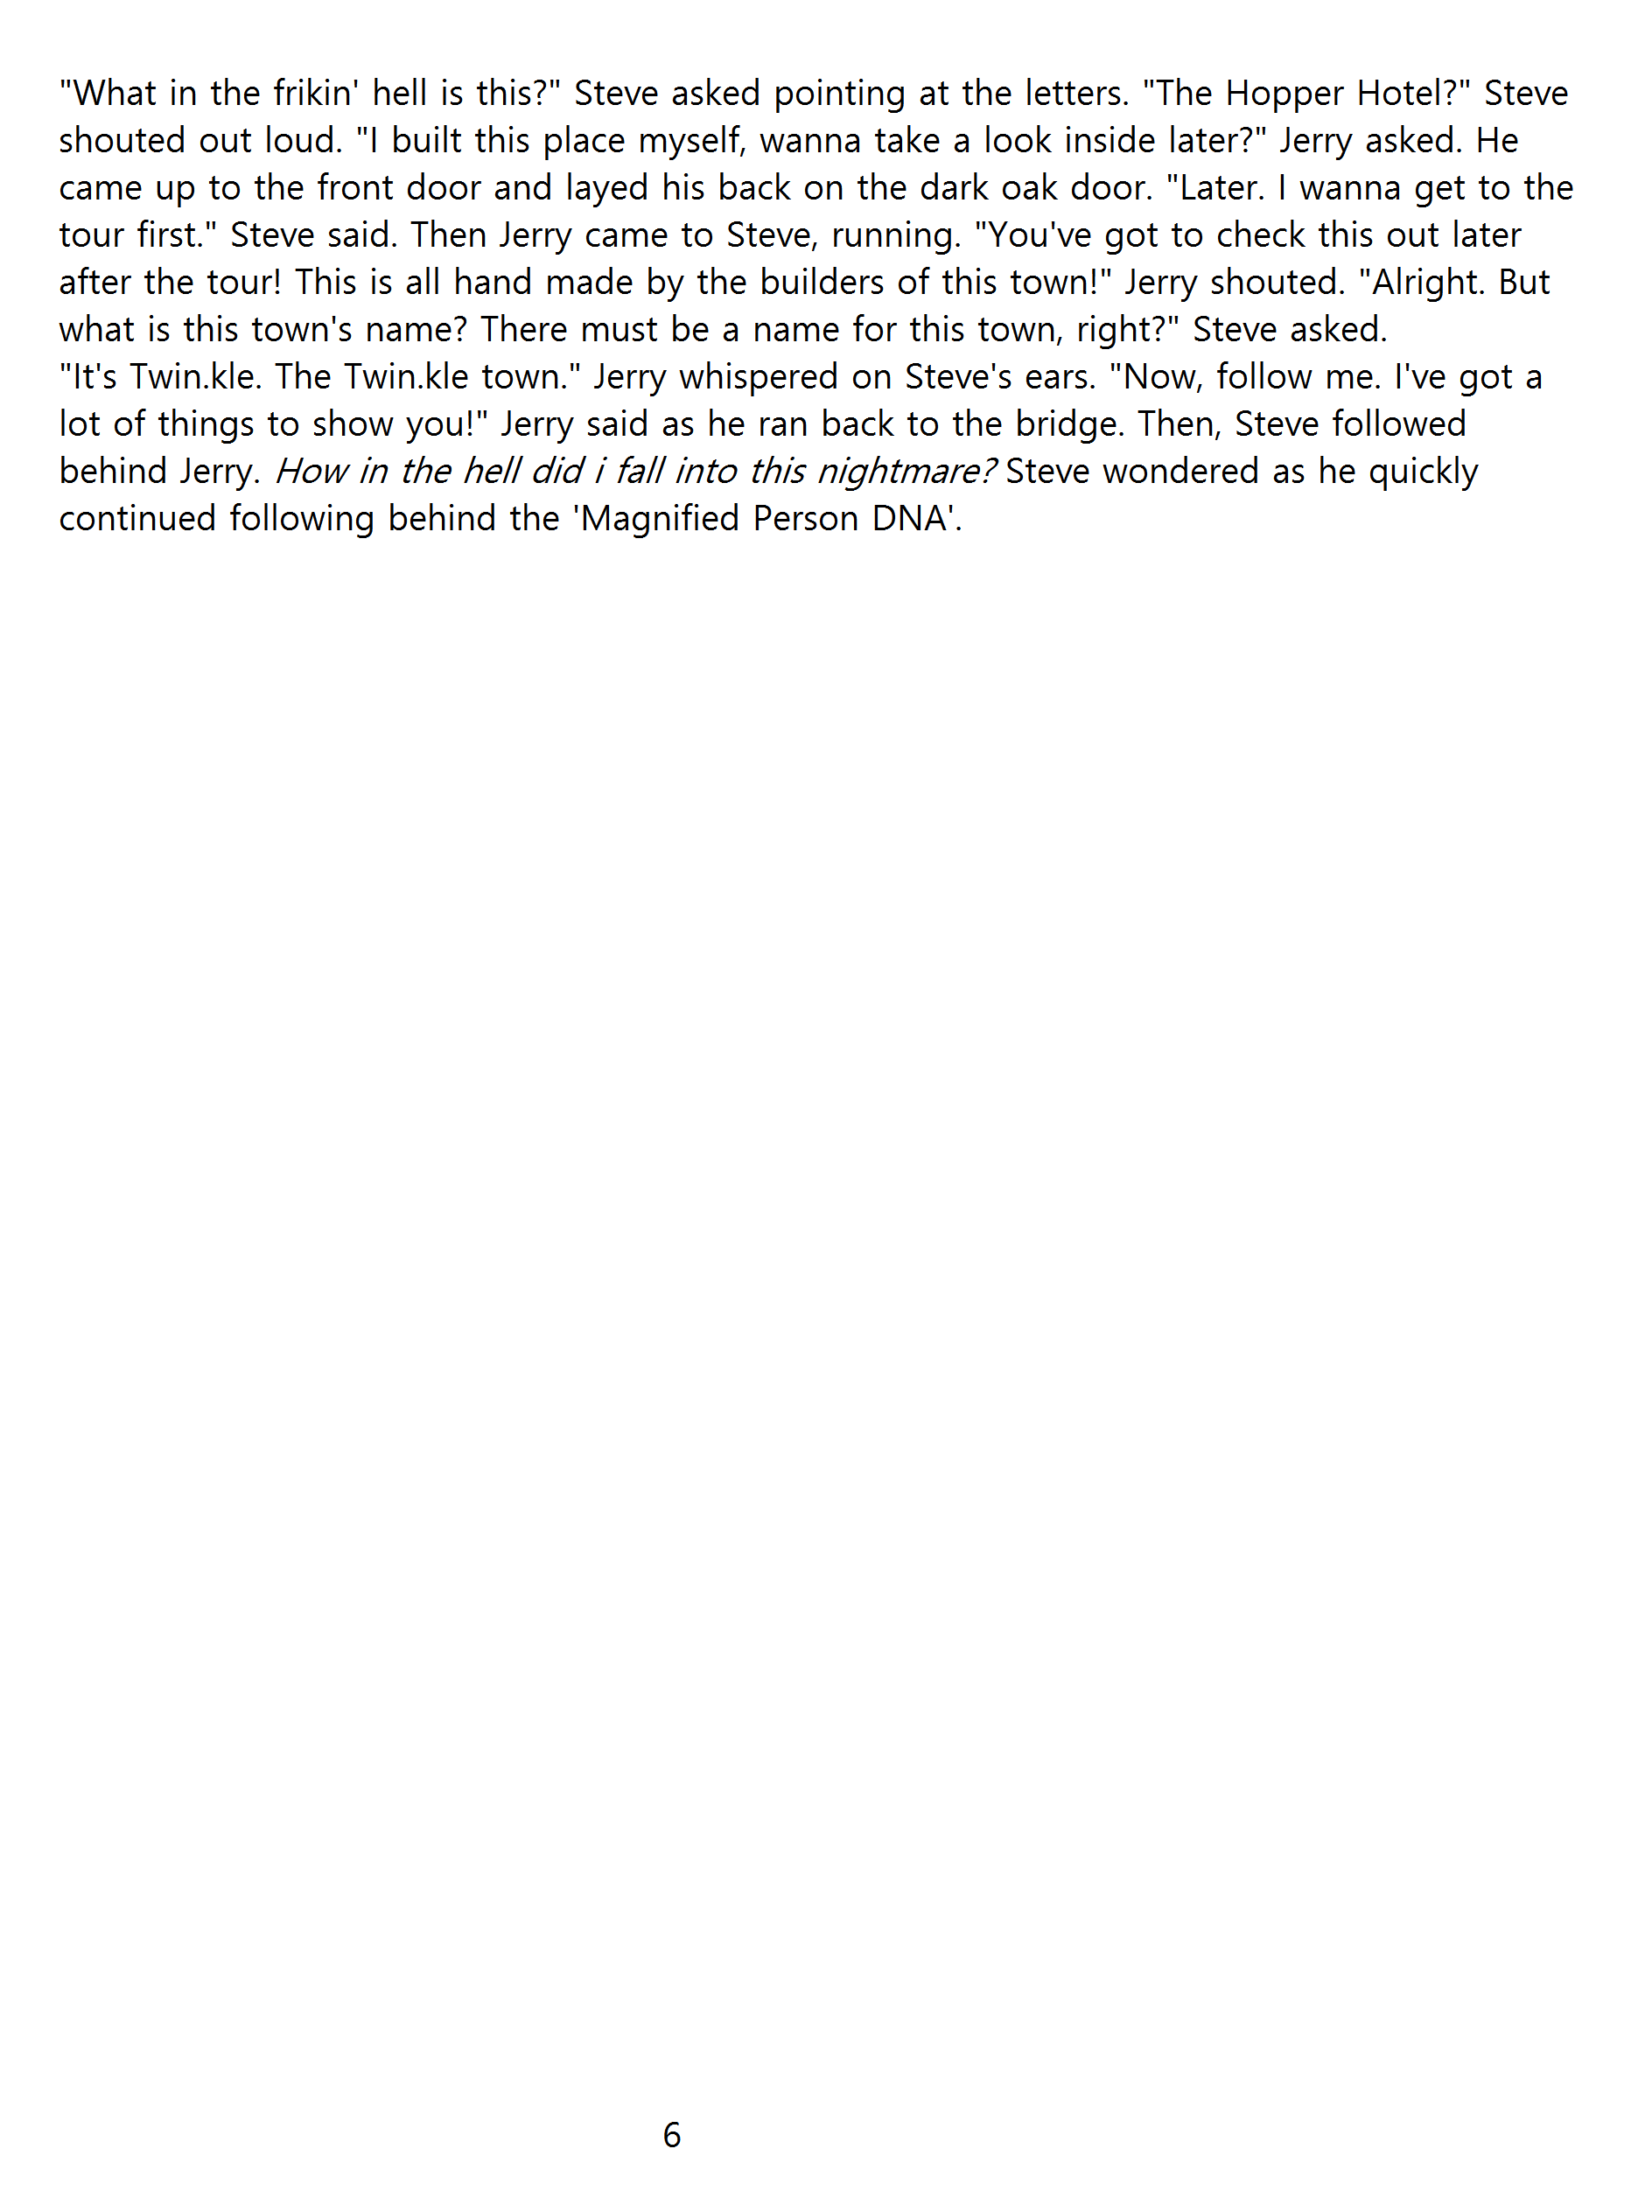 "What in the frikin' hell is this?" Steve asked pointing at the letters. "The Hopper Hotel?" Steve
shouted out loud. "I built this place myself, wanna take a look inside later?" Jerry asked. He
came up to the front door and layed his back on the dark oak door. "Later. I wanna get to the
tour first." Steve said. Then Jerry came to Steve, running. "You've got to check this out later
after the tour! This is all hand made by the builders of this town!" Jerry shouted. "Alright. But
what is this town's name? There must be a name for this town, right?" Steve asked.
"It's Twin.kle. The Twin.kle town." Jerry whispered on Steve's ears. "Now, follow me. I've got a
lot of things to show you!" Jerry said as he ran back to the bridge. Then, Steve followed
behind Jerry. How in the hell did i fall into this nightmare? Steve wondered as he quickly
continued following behind the 'Magnified Person DNA'.
6